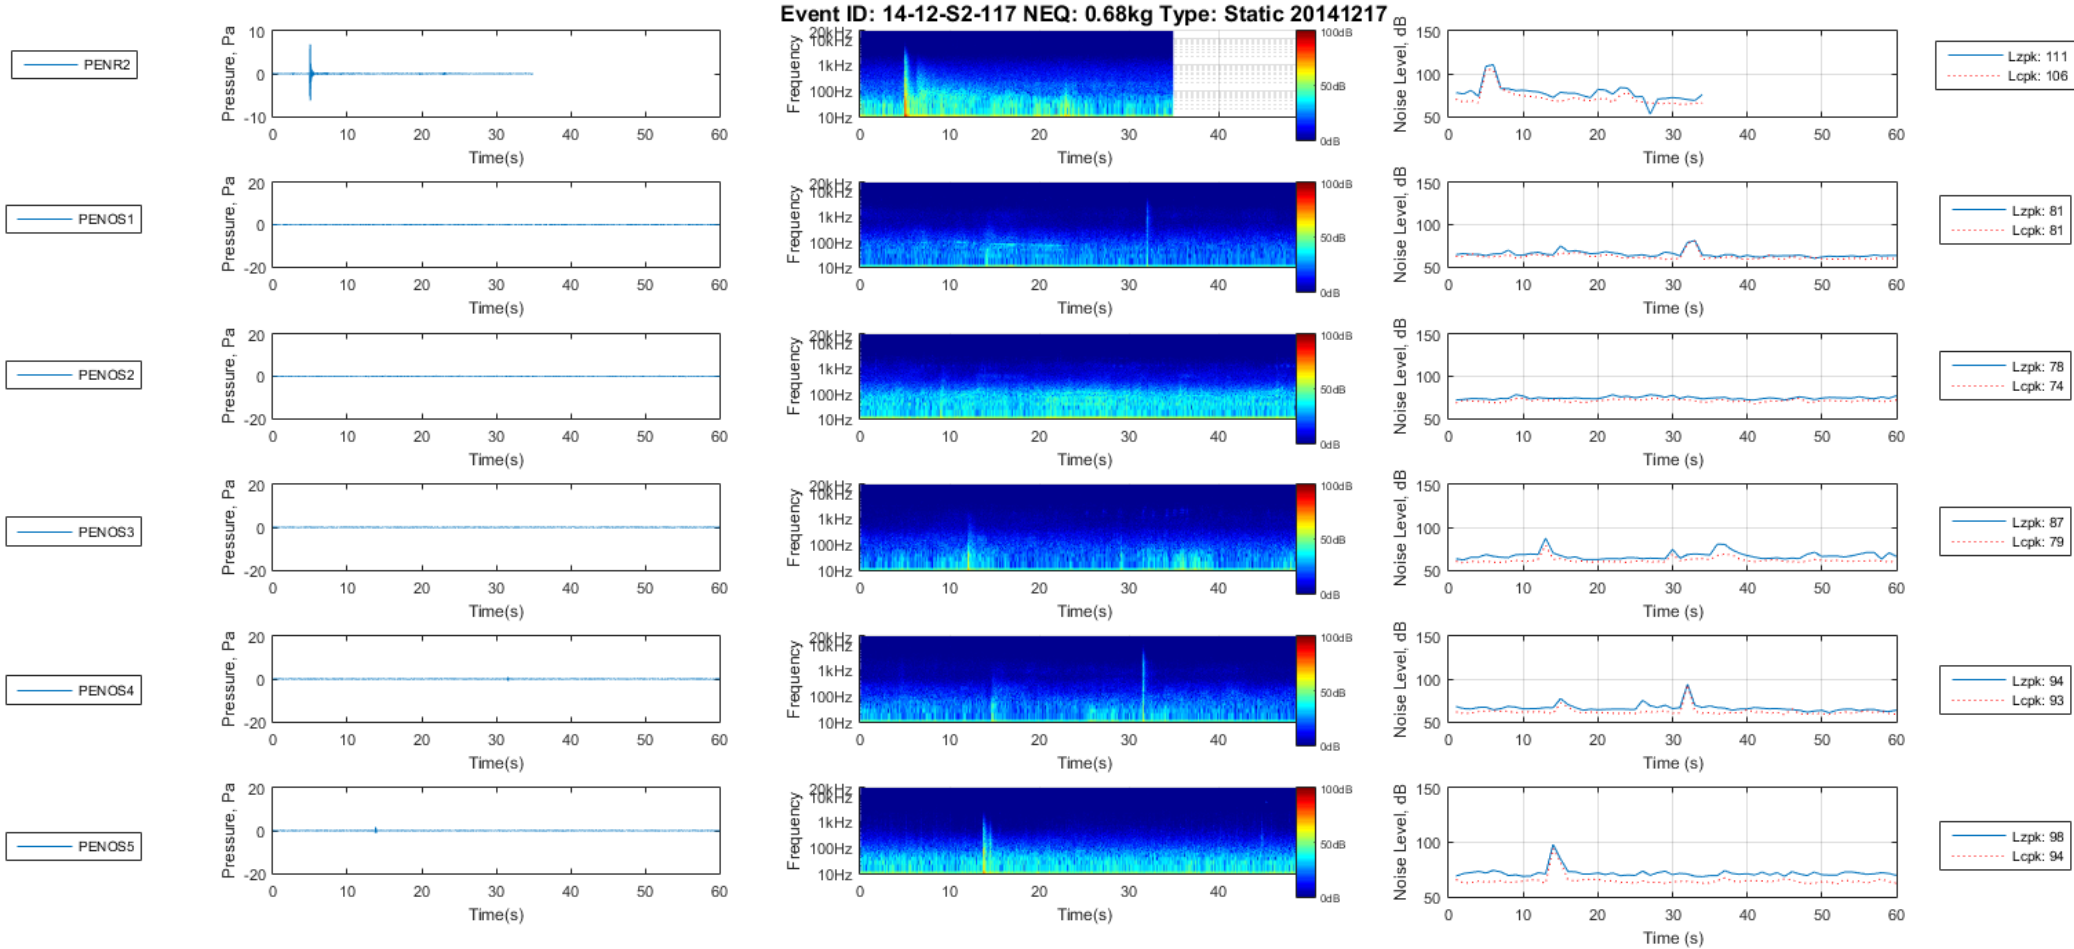 Event ID: 14-12-S2-117 NEQ: 0.68kg Type: Static 20141217
PENR2
Pressure, Pa
10
0
-10
0 10 20 30 40 50 60
Time(s)
Frequency
20kHz
10kHz
1kHz
100Hz
10Hz
0 10 20 30 40
Time(s)
100dB
50dB
0dB
Noise Level, dB
150
100
50
0 10 20 30 40 50 60
Time (s)
Lzpk: 111
Lcpk: 106
PENOS1
Pressure, Pa
20
0
-20
0 10 20 30 40 50 60
Time(s)
Frequency
20kHz
10kHz
1kHz
100Hz
10Hz
0 10 20 30 40
Time(s)
100dB
50dB
0dB
Noise Level, dB
150
100
50
0 10 20 30 40 50 60
Time (s)
Lzpk: 81
Lcpk: 81
PENOS2
Pressure, Pa
20
0
-20
0 10 20 30 40 50 60
Time(s)
Frequency
20kHz
10kHz
1kHz
100Hz
10Hz
0 10 20 30 40
Time(s)
100dB
50dB
0dB
Noise Level, dB
150
100
50
0 10 20 30 40 50 60
Time (s)
Lzpk: 78
Lcpk: 74
PENOS3
Pressure, Pa
20
0
-20
0 10 20 30 40 50 60
Time(s)
Frequency
20kHz
10kHz
1kHz
100Hz
10Hz
0 10 20 30 40
Time(s)
100dB
50dB
0dB
Noise Level, dB
150
100
50
0 10 20 30 40 50 60
Time (s)
Lzpk: 87
Lcpk: 79
PENOS4
Pressure, Pa
20
0
-20
0 10 20 30 40 50 60
Time(s)
Frequency
20kHz
10kHz
1kHz
100Hz
10Hz
0 10 20 30 40
Time(s)
100dB
50dB
0dB
Noise Level, dB
150
100
50
0 10 20 30 40 50 60
Time (s)
Lzpk: 94
Lcpk: 93
PENOS5
Pressure, Pa
20
0
-20
0 10 20 30 40 50 60
Time(s)
Frequency
20kHz
10kHz
1kHz
100Hz
10Hz
0 10 20 30 40
Time(s)
100dB
50dB
0dB
Noise Level, dB
150
100
50
0 10 20 30 40 50 60
Time (s)
Lzpk: 98
Lcpk: 94